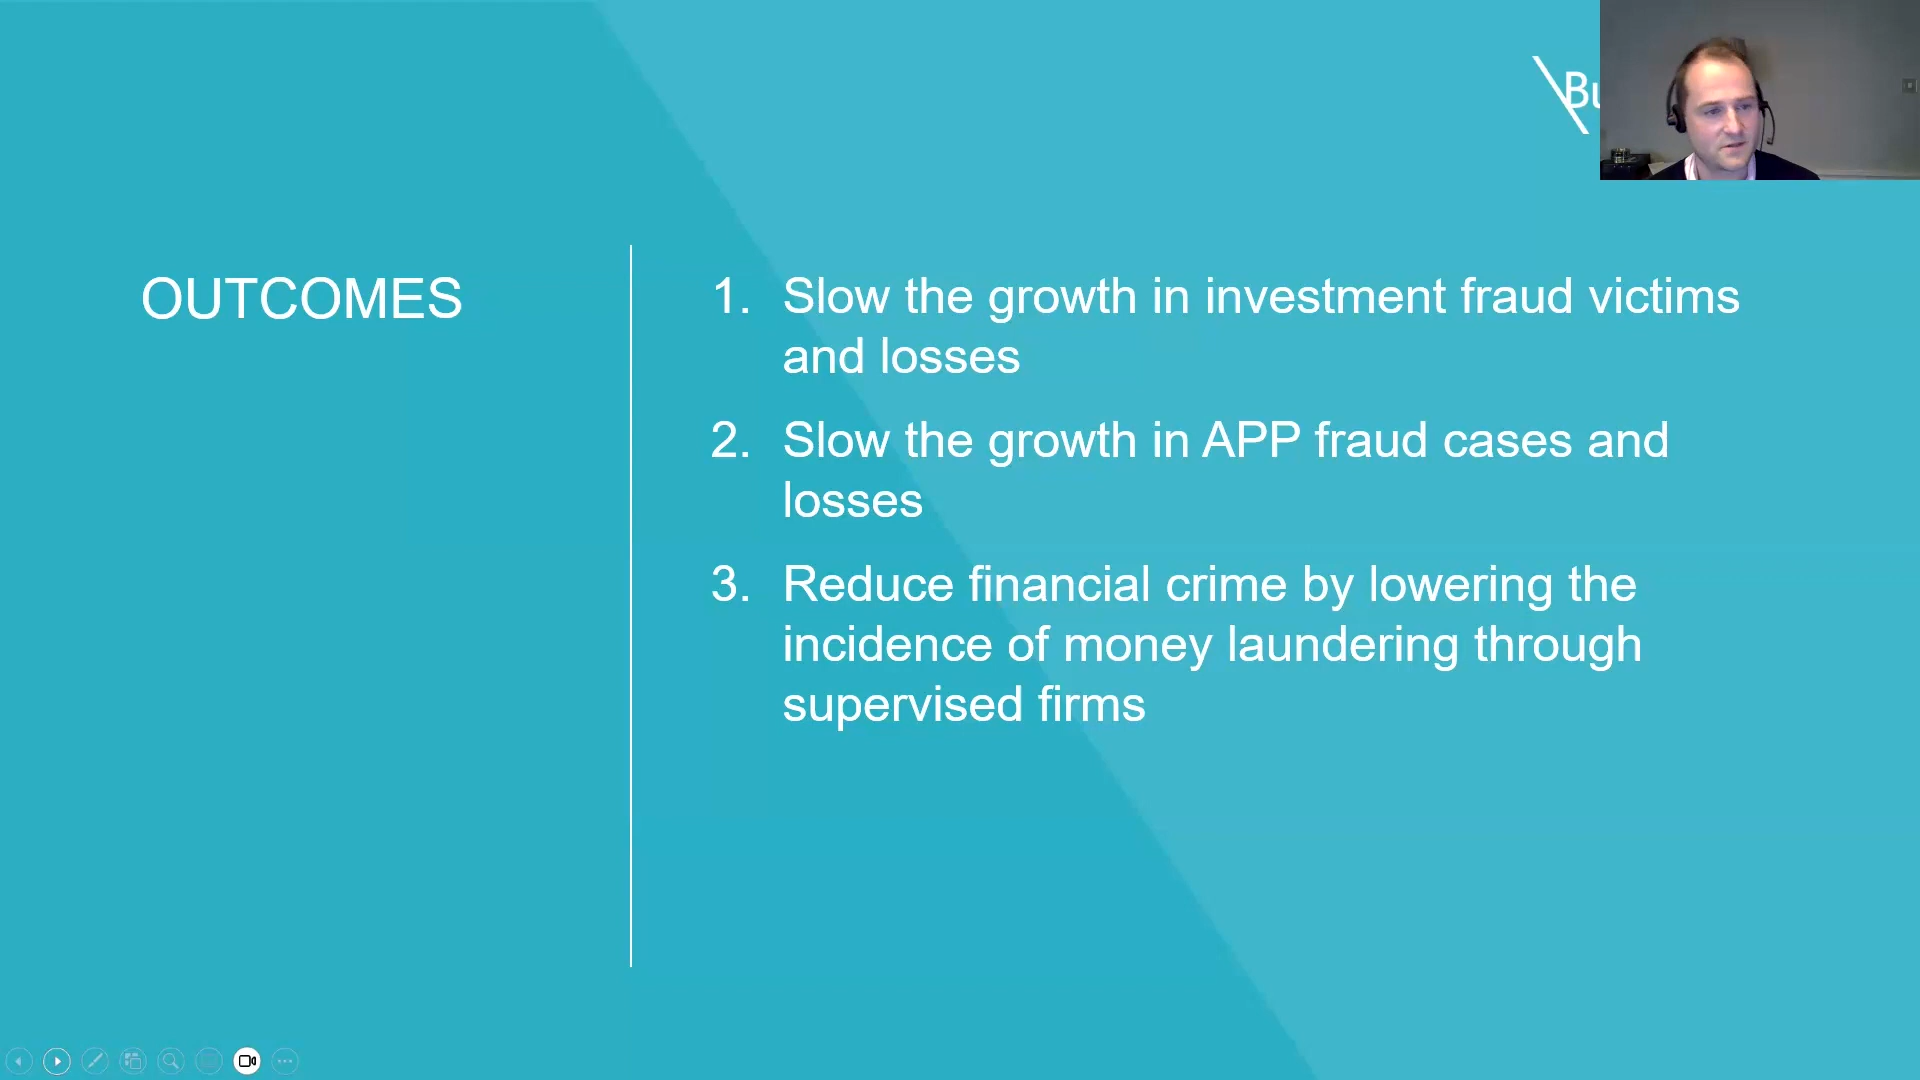 OUTCOMES
1. Slow the growth in investment fraud victims
and losses
2. Slow the growth in APP fraud cases and
losses
3. Reduce financial crime by lowering the
incidence of money laundering through
supervised firms